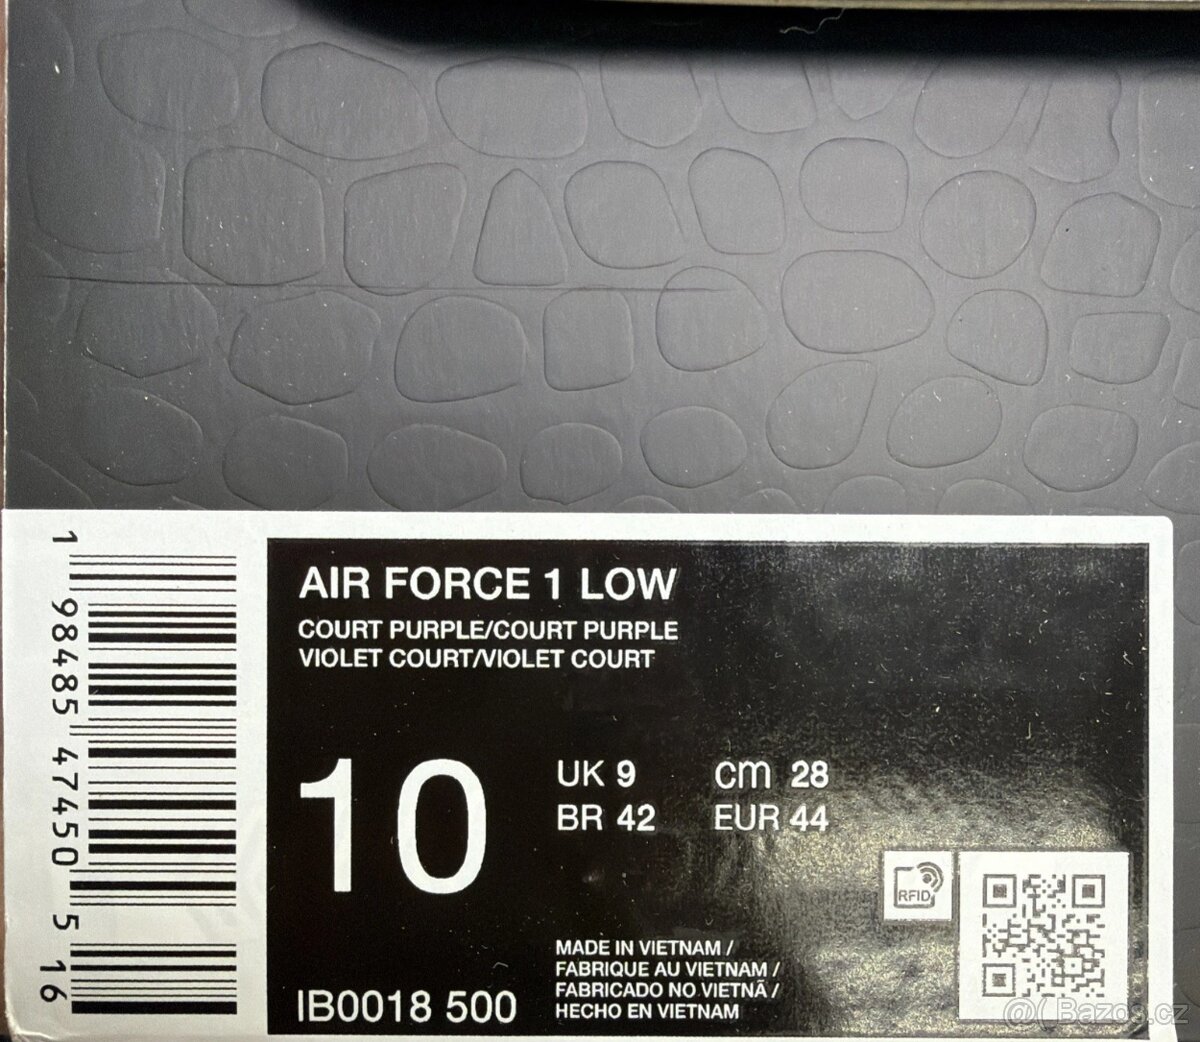 AIR FORCE 1 LOW
COURT PURPLE/COURT PURPLE
VIOLET COURT/VIOLET COURT
10
UK 9 cm 28
BR 42 EUR 44
RFID
MADE IN VIETNAM /
FABRIQUE AU VIETNAM /
FABRICADO NO VIETNÃ /
HECHO EN VIETNAM
IB0018 500
1 98485 47450 5 16
@( Bazos.cz